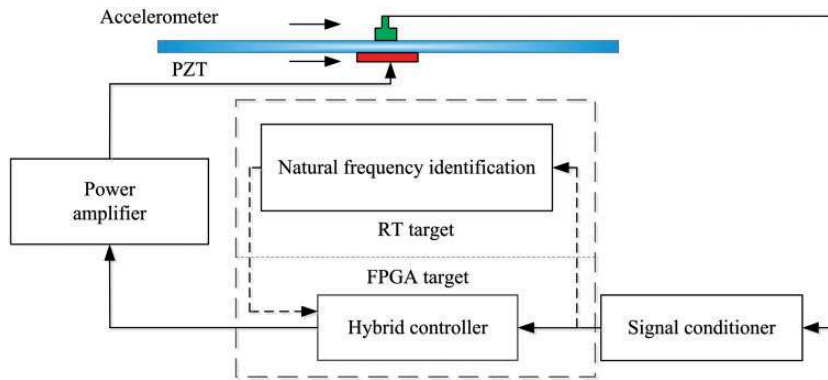 Accelerometer
PZT
Natural frequency identification
Power
amplifier
RT target
FPGA target
Hybrid controller
Signal conditioner